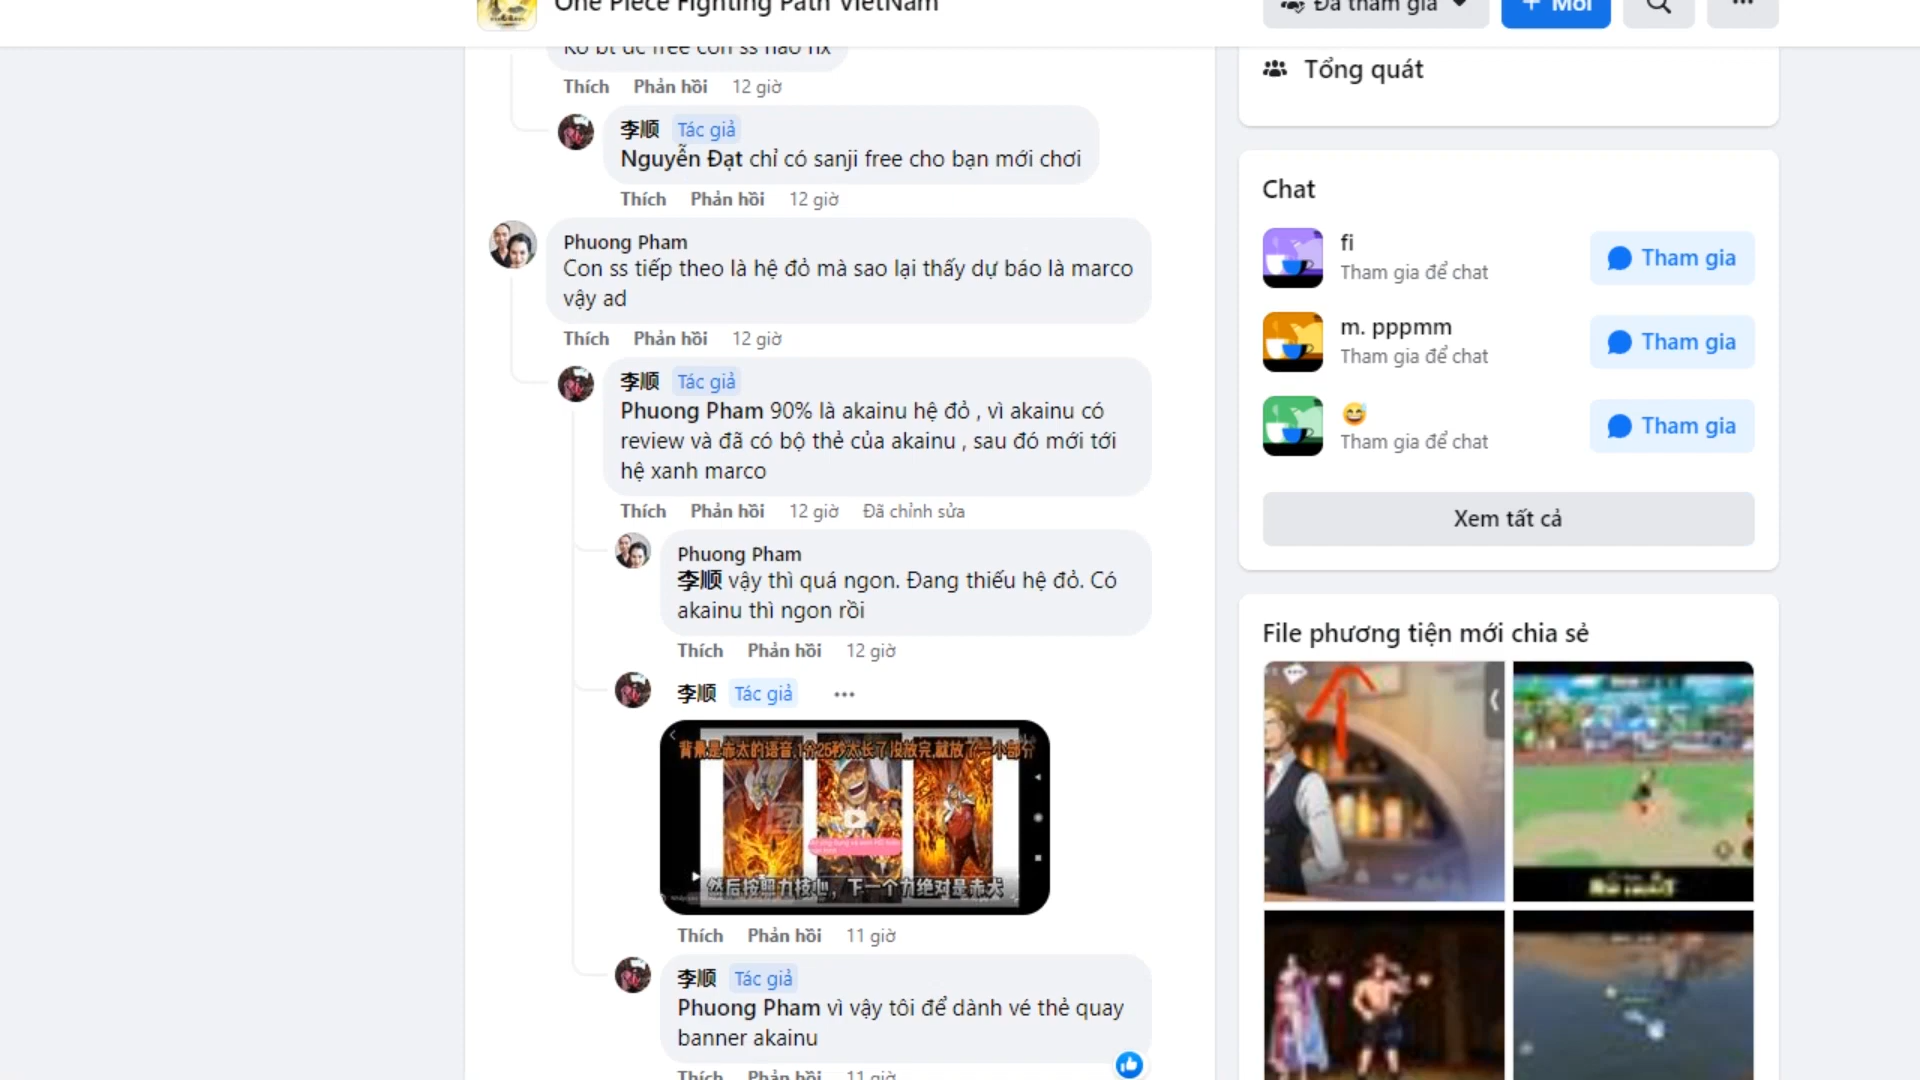 One Piece Fighting Path VietNam
Đã tham gia
+ Mời
Ko bt đc free con ss nào hx
Thích Phản hồi 12 giờ
李顺 Tác giả
Nguyễn Đạt chỉ có sanji free cho bạn mới chơi
Thích Phản hồi 12 giờ
Phuong Pham
Con ss tiếp theo là hệ đỏ mà sao lại thấy dự báo là marco
vậy ad
Thích Phản hồi 12 giờ
李顺 Tác giả
Phuong Pham 90% là akainu hệ đỏ , vì akainu có
review và đã có bộ thẻ của akainu , sau đó mới tới
hệ xanh marco
Thích Phản hồi 12 giờ Đã chỉnh sửa
Phuong Pham
李顺 vậy thì quá ngon. Đang thiếu hệ đỏ. Có
akainu thì ngon rồi
Thích Phản hồi 12 giờ
李顺 Tác giả
背景是赤犬的语音,1分25秒太长了没放完,就放了一小部分
然后按照力核心，下一个力绝对是赤犬
Thích Phản hồi 11 giờ
李顺 Tác giả
Phuong Pham vì vậy tôi để dành vé thẻ quay
banner akainu
Thích Phản hồi 11 giờ
Tổng quát
Chat
fi
Tham gia để chat
Tham gia
m. pppmm
Tham gia để chat
Tham gia
😅
Tham gia để chat
Tham gia
Xem tất cả
File phương tiện mới chia sẻ